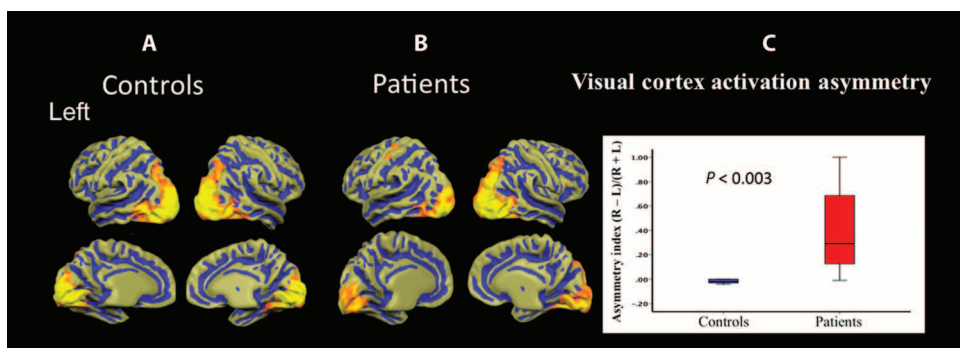 A
B
C
Controls
Patients
Visual cortex activation asymmetry
Left
Asymmetry index (R – L)/(R + L)
1.00
.80
.60
.40
.20
.00
-.20
P < 0.003
Controls
Patients